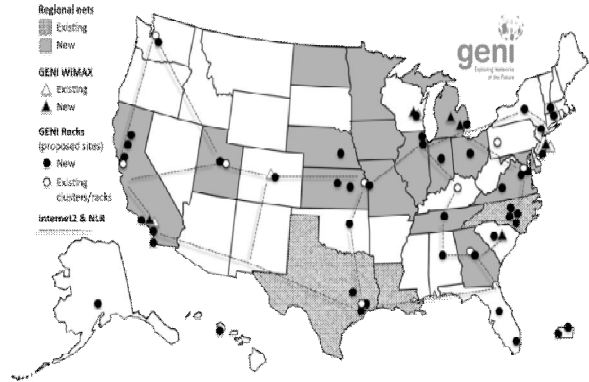 Regional nets
Existing
New
GENI WiMAX
Existing
New
GENI Racks
(proposed sites)
New
Existing
clusters/racks
Internet2 & NLR
geni
Exploring Networks
of the Future